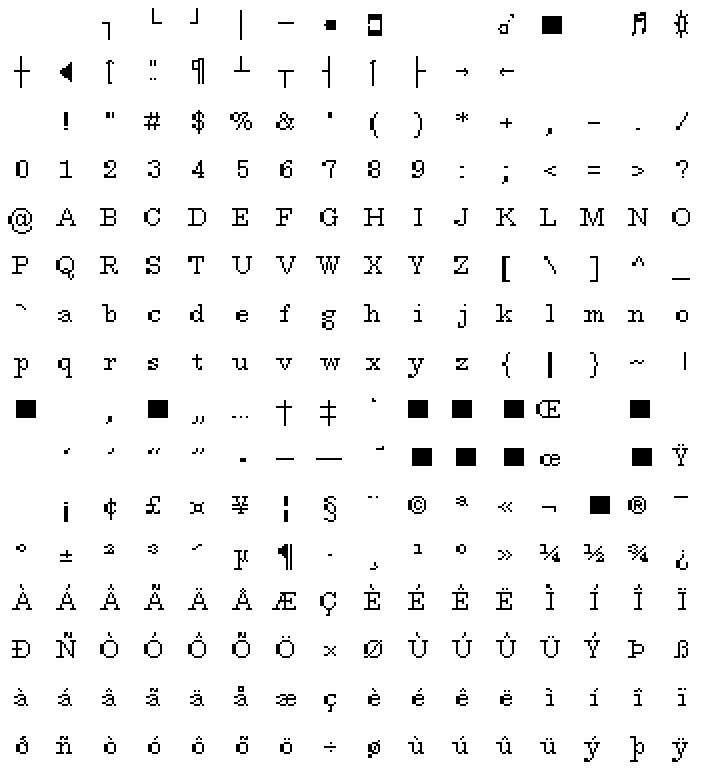 ┐ └ ┘ │ ─ • ◘ ♂ ■ ♬ ¤
┼ ◄ ↑ ¶ ┴ ┬ ┤ ↑ ├ → ←
! " # $ % & ' ( ) * + , - . /
0 1 2 3 4 5 6 7 8 9 : ; < = > ?
@ A B C D E F G H I J K L M N O
P Q R S T U V W X Y Z [ \ ] ^ _
` a b c d e f g h i j k l m n o
p q r s t u v w x y z { | } ~ |
■ ‚ ■ „ … † ‡ ■ ■ ■ Œ ■
‘ ’ “ ” • – — ■ ■ ■ œ ■ Ÿ
¡ ¢ £ ¤ ¥ ¦ § ¨ © ª « ¬ ■ ® ¯
° ± ² ³ ´ µ ¶ · ¸ ¹ º » ¼ ½ ¾ ¿
À Á Â Ã Ä Å Æ Ç È É Ê Ë Ì Í Î Ï
Ð Ñ Ò Ó Ô Õ Ö × Ø Ù Ú Û Ü Ý Þ ß
à á â ã ä å æ ç è é ê ë ì í î ï
ð ñ ò ó ô õ ö ÷ ø ù ú û ü ý þ ÿ